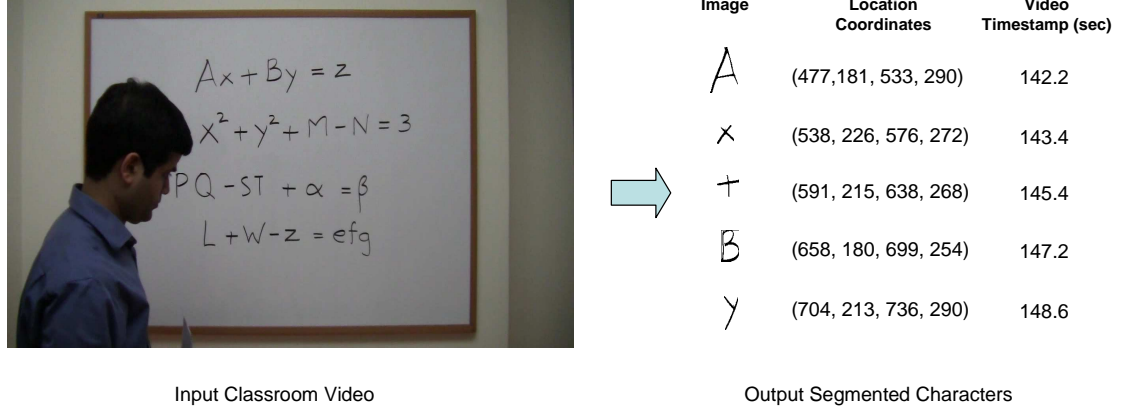 Ax + By = z
x² + y² + M - N = 3
PQ - ST + α = β
L + W - z = efg
Input Classroom Video
Image Location Coordinates Video Timestamp (sec)
A (477,181, 533, 290) 142.2
x (538, 226, 576, 272) 143.4
+ (591, 215, 638, 268) 145.4
B (658, 180, 699, 254) 147.2
y (704, 213, 736, 290) 148.6
Output Segmented Characters